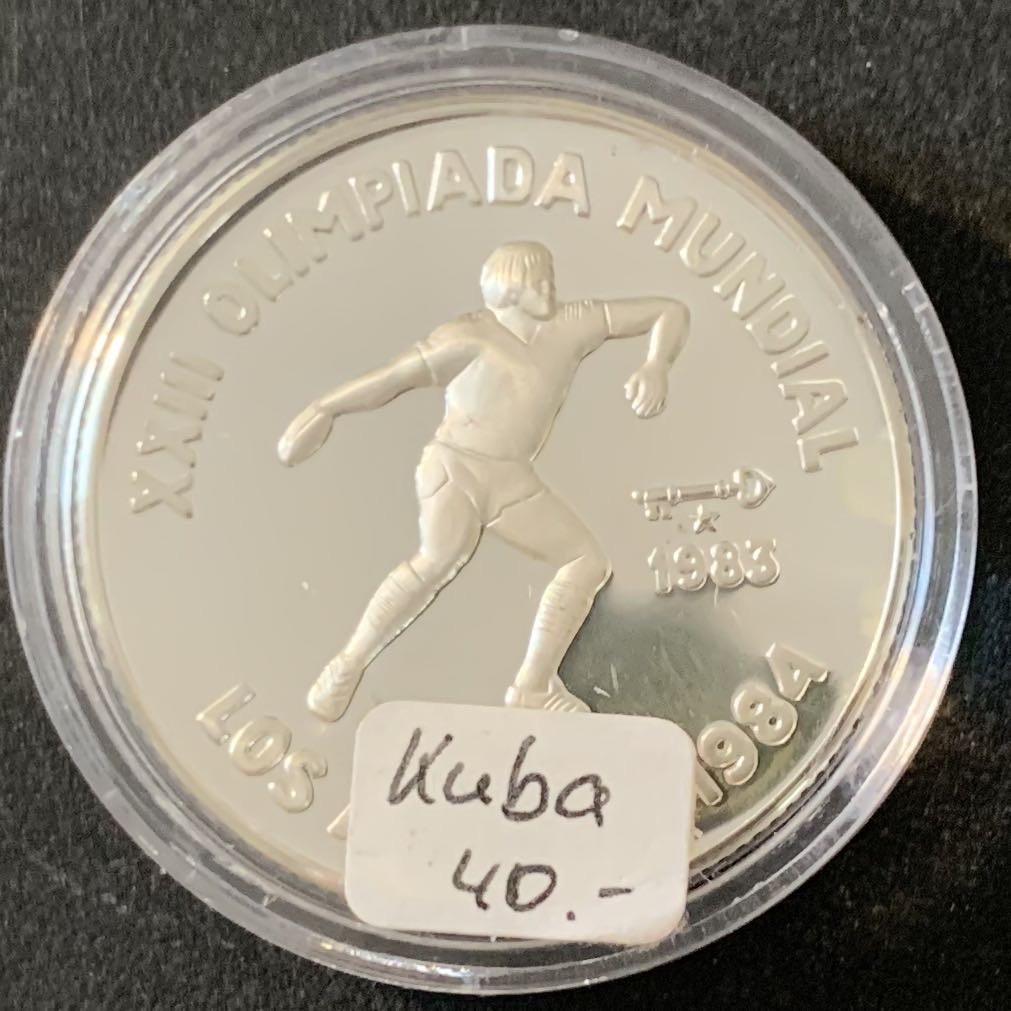 XXIII OLIMPIADA MUNDIAL
1983
LOS 1984
Kuba
40.-